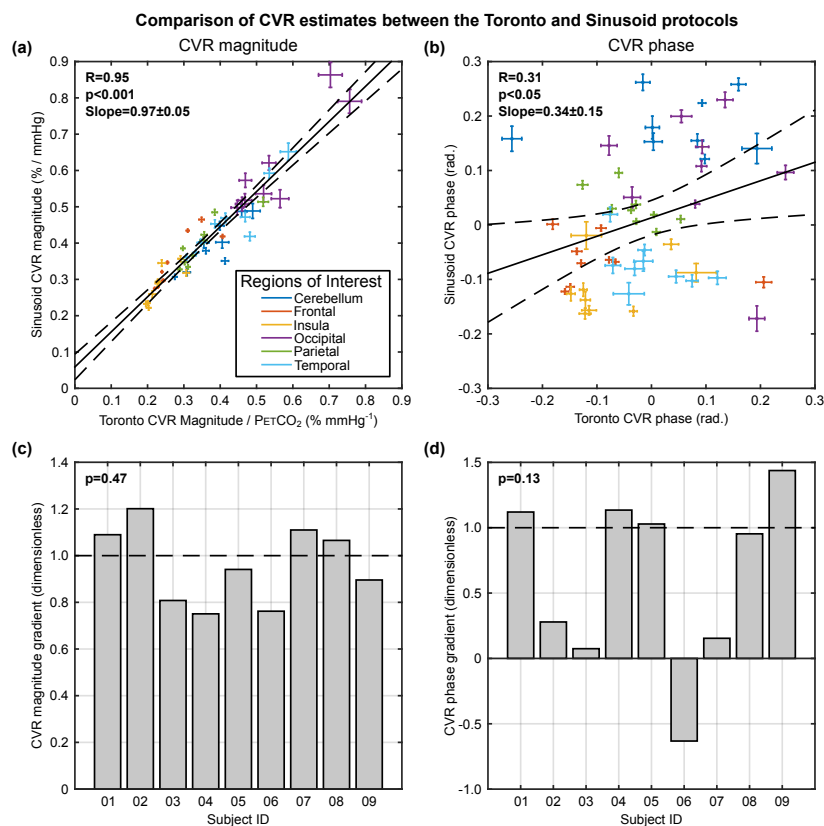 Comparison of CVR estimates between the Toronto and Sinusoid protocols
(a)
CVR magnitude
R=0.95
p<0.001
Slope=0.97±0.05
Sinusoid CVR magnitude (% / mmHg)
0.9
0.8
0.7
0.6
0.5
0.4
0.3
0.2
0.1
0
Regions of Interest
Cerebellum
Frontal
Insula
Occipital
Parietal
Temporal
0 0.1 0.2 0.3 0.4 0.5 0.6 0.7 0.8 0.9
Toronto CVR Magnitude / PETCO₂ (% mmHg⁻¹)
(b)
CVR phase
R=0.31
p<0.05
Slope=0.34±0.15
Sinusoid CVR phase (rad.)
0.3
0.2
0.1
0
-0.1
-0.2
-0.3
-0.3 -0.2 -0.1 0 0.1 0.2 0.3
Toronto CVR phase (rad.)
(c)
p=0.47
CVR magnitude gradient (dimensionless)
1.4
1.2
1.0
0.8
0.6
0.4
0.2
0
01 02 03 04 05 06 07 08 09
Subject ID
(d)
p=0.13
CVR phase gradient (dimensionless)
1.5
1.0
0.5
0
-0.5
-1.0
01 02 03 04 05 06 07 08 09
Subject ID